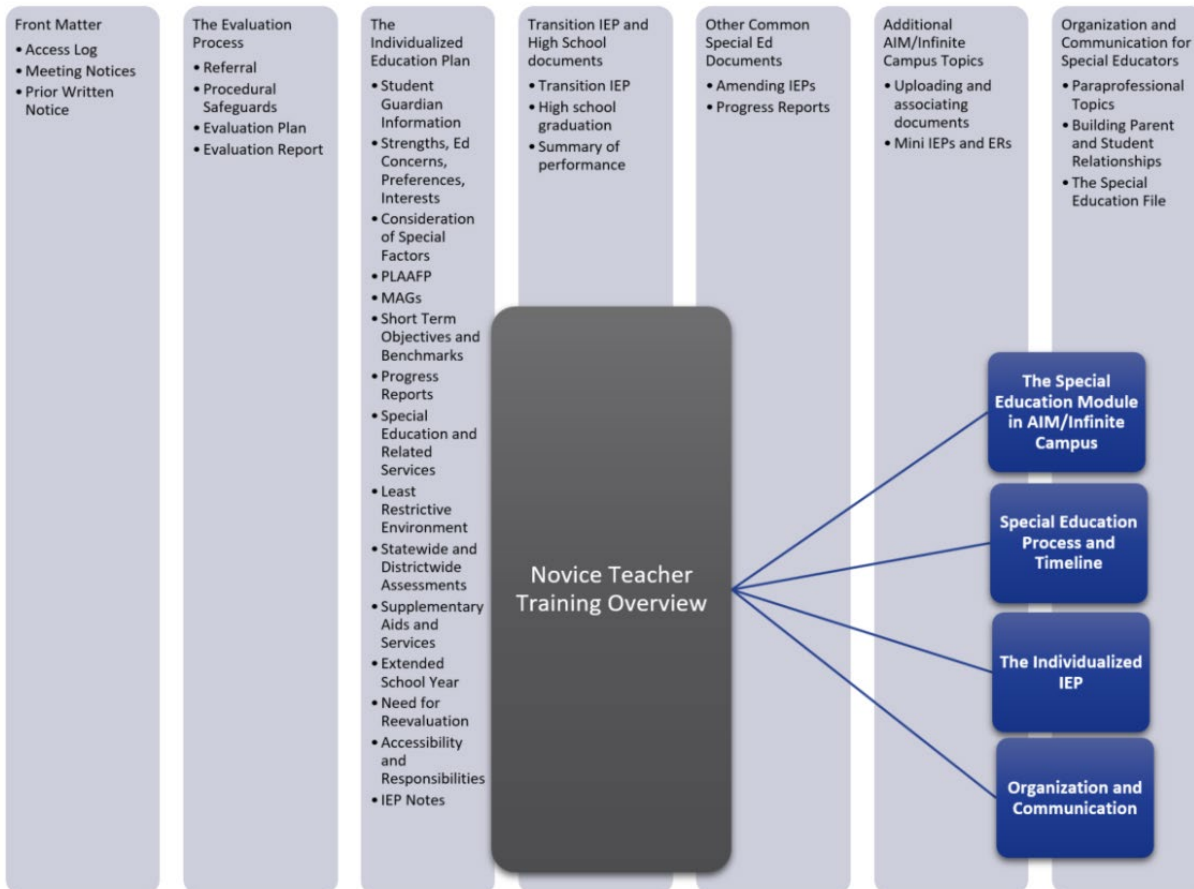 Front Matter
• Access Log
• Meeting Notices
• Prior Written
Notice
The Evaluation
Process
• Referral
• Procedural
Safeguards
• Evaluation Plan
• Evaluation Report
The
Individualized
Education Plan
• Student
Guardian
Information
• Strengths, Ed
Concerns,
Preferences,
Interests
• Consideration
of Special
Factors
• PLAAFP
• MAGs
• Short Term
Objectives and
Benchmarks
• Progress
Reports
• Special
Education and
Related
Services
• Least
Restrictive
Environment
• Statewide and
Districtwide
Assessments
• Supplementary
Aids and
Services
• Extended
School Year
• Need for
Reevaluation
• Accessibility
and
Responsibilities
• IEP Notes
Transition IEP and
High School
documents
• Transition IEP
• High school
graduation
• Summary of
performance
Other Common
Special Ed
Documents
• Amending IEPs
• Progress Reports
Additional
AIM/Infinite
Campus Topics
• Uploading and
associating
documents
• Mini IEPs and ERs
Organization and
Communication for
Special Educators
• Paraprofessional
Topics
• Building Parent
and Student
Relationships
• The Special
Education File
Novice Teacher
Training Overview
The Special
Education Module
in AIM/Infinite
Campus
Special Education
Process and
Timeline
The Individualized
IEP
Organization and
Communication